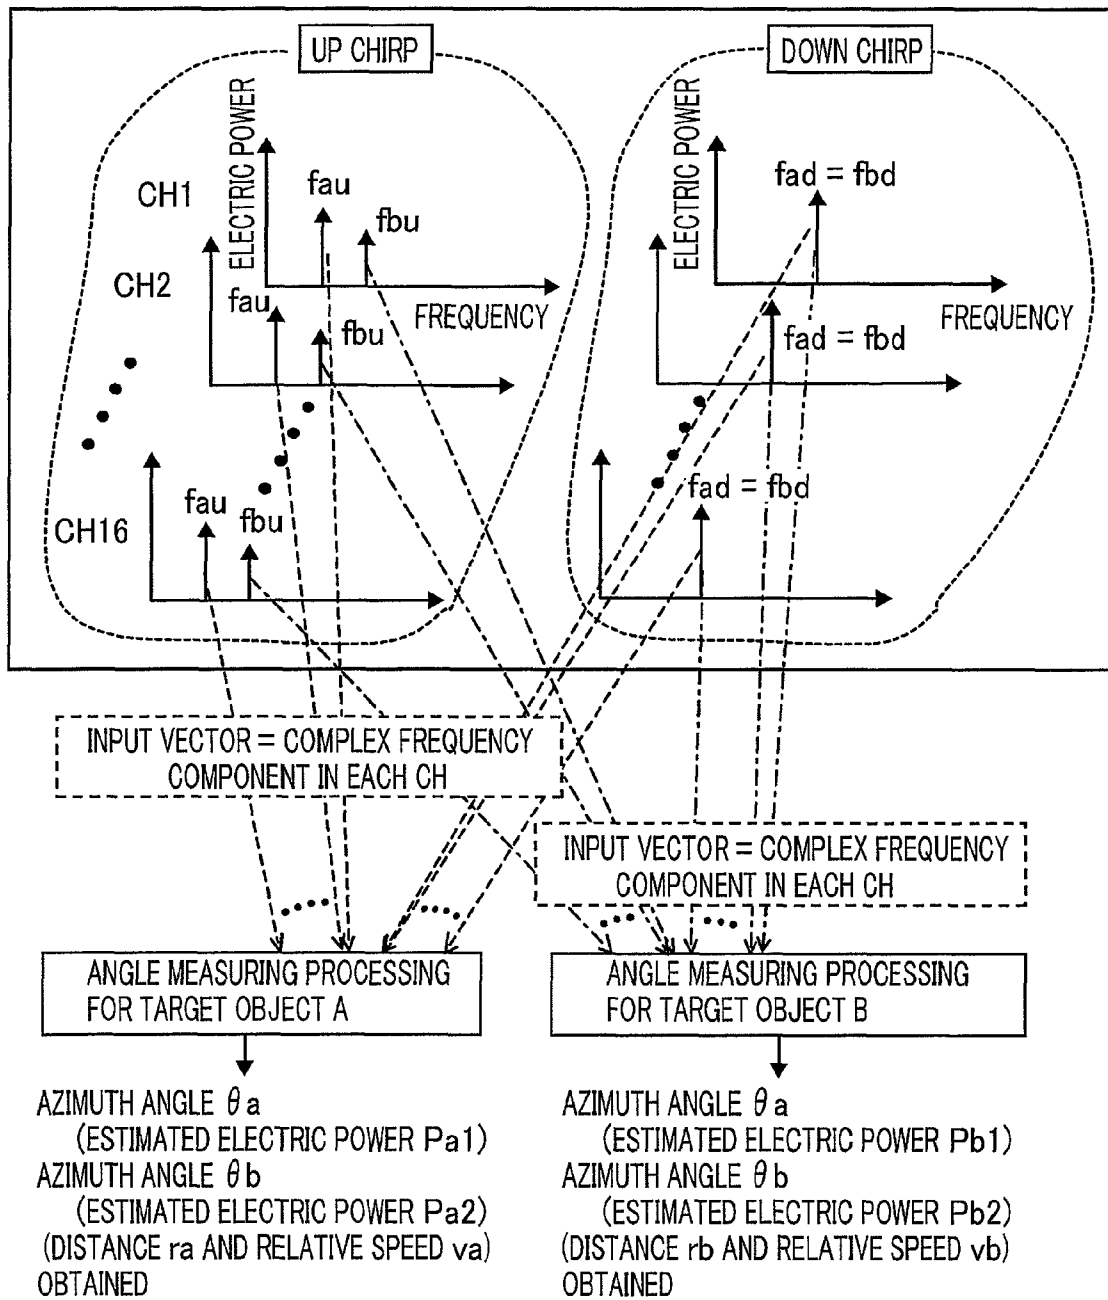 UP CHIRP
DOWN CHIRP
ELECTRIC POWER
ELECTRIC POWER
CH1
fau
fbu
fad = fbd
CH2
fau
FREQUENCY
fbu
FREQUENCY
fad = fbd
CH16
fau
fbu
fad = fbd
INPUT VECTOR = COMPLEX FREQUENCY
COMPONENT IN EACH CH
INPUT VECTOR = COMPLEX FREQUENCY
COMPONENT IN EACH CH
ANGLE MEASURING PROCESSING
FOR TARGET OBJECT A
ANGLE MEASURING PROCESSING
FOR TARGET OBJECT B
AZIMUTH ANGLE θa
(ESTIMATED ELECTRIC POWER Pa1)
AZIMUTH ANGLE θb
(ESTIMATED ELECTRIC POWER Pa2)
(DISTANCE ra AND RELATIVE SPEED va)
OBTAINED
AZIMUTH ANGLE θa
(ESTIMATED ELECTRIC POWER Pb1)
AZIMUTH ANGLE θb
(ESTIMATED ELECTRIC POWER Pb2)
(DISTANCE rb AND RELATIVE SPEED vb)
OBTAINED